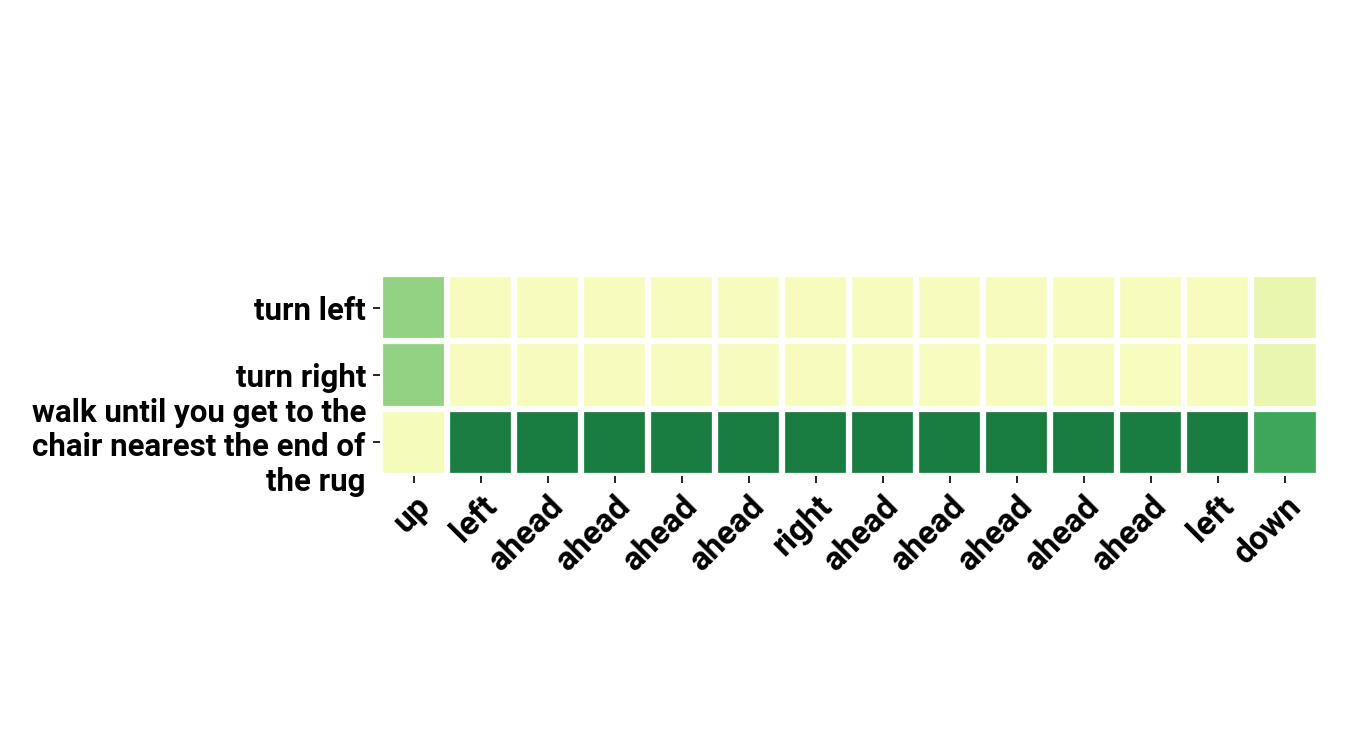 turn left
turn right
walk until you get to the
chair nearest the end of
the rug
up
left
ahead
ahead
ahead
ahead
right
ahead
ahead
ahead
ahead
ahead
left
down